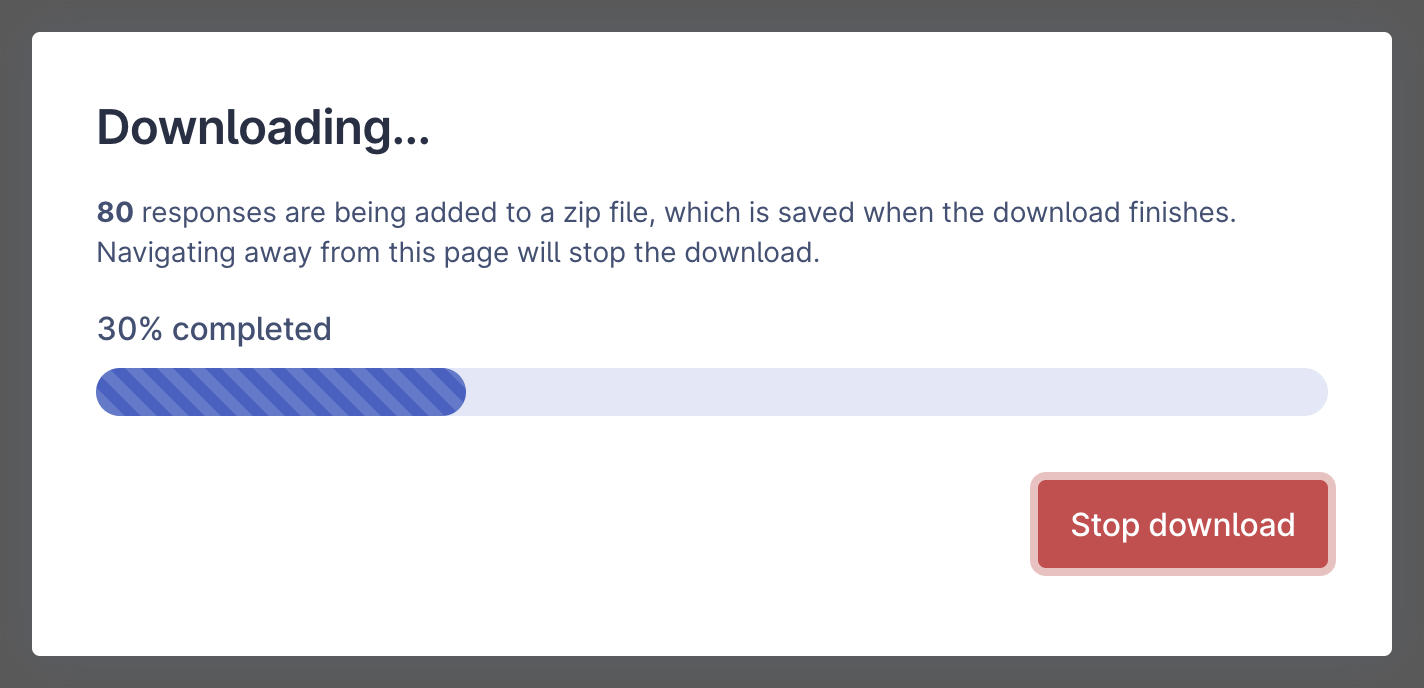 Downloading...
80 responses are being added to a zip file, which is saved when the download finishes.
Navigating away from this page will stop the download.
30% completed
Stop download